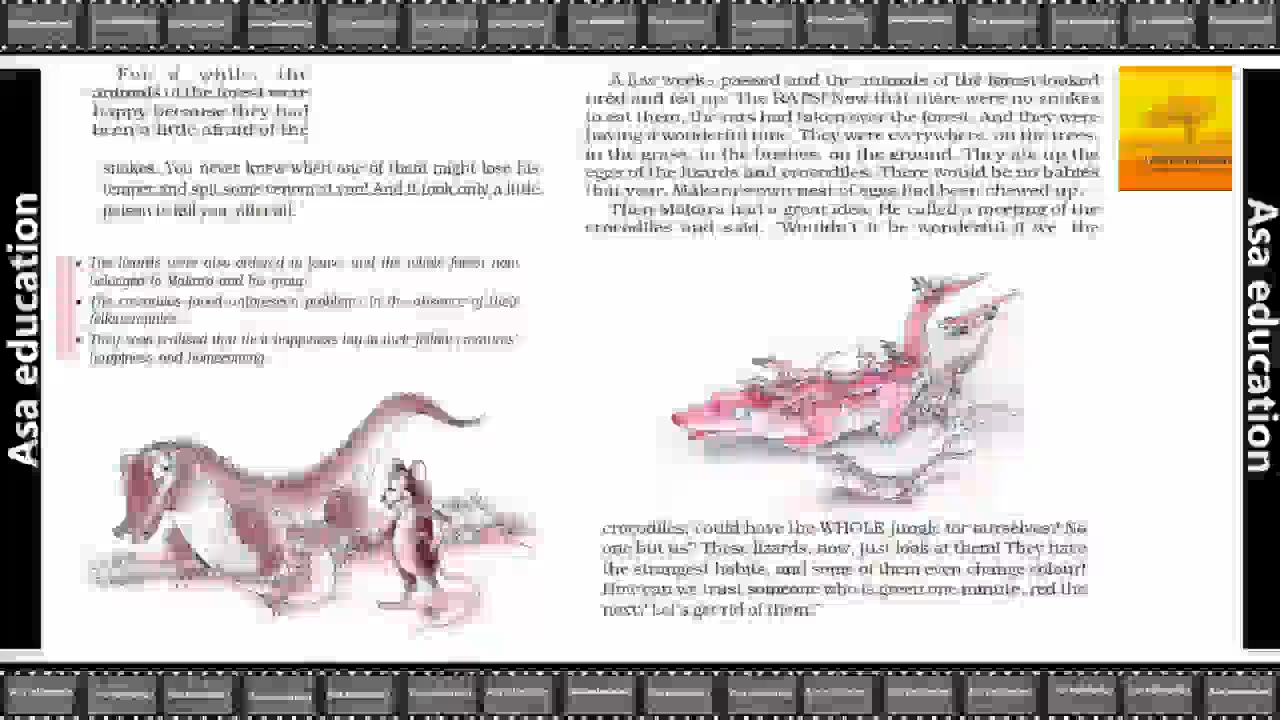 For a while, the
animals of the forest were
happy because they had
been a little afraid of the
snakes. You never knew when one of them might lose his
temper and spit some venom at you! And it took only a little
poison to kill you, after all.
The lizards were also ordered to leave, and the whole forest now
belonged to Makara and his group.
The crocodiles faced unforeseen problems in the absence of their
fellow
They soon realised that their happiness lay in their fellow creatures'
happiness and homecoming.
A few weeks passed and the animals of the forest looked
tired and fed up. The RATS! Now that there were no snakes
to eat them, the rats had taken over the forest. And they were
having a wonderful time. They were everywhere, on the trees,
in the grass, in the bushes, on the ground. They ate up the
eggs of the lizards and crocodiles. There would be no babies
that year. Makara's own nest of eggs had been chewed up.
Then Makara had a great idea. He called a meeting of the
crocodiles and said, "Wouldn't it be wonderful if we, the
crocodiles, could have the WHOLE jungle for ourselves? No
one but us? These lizards, now, just look at them! They have
the strangest habits, and some of them even change colour!
How can we trust someone who is green one minute, red the
next? Let's get rid of them."
Asa education
Asa education